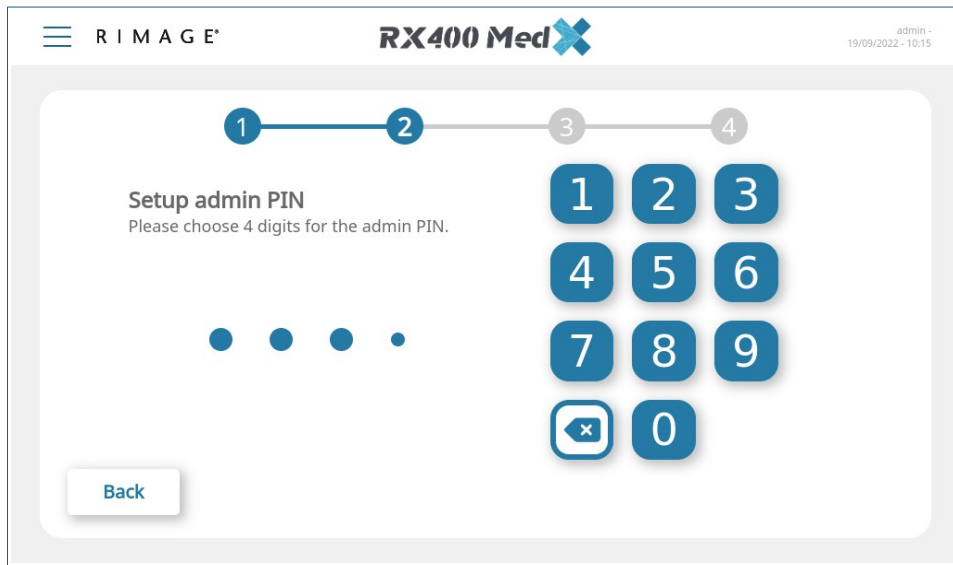 RIMAGE®
RX400 MedX
admin -
19/09/2022 - 10:15
1 2 3 4
Setup admin PIN
Please choose 4 digits for the admin PIN.
1 2 3
4 5 6
7 8 9
0
Back